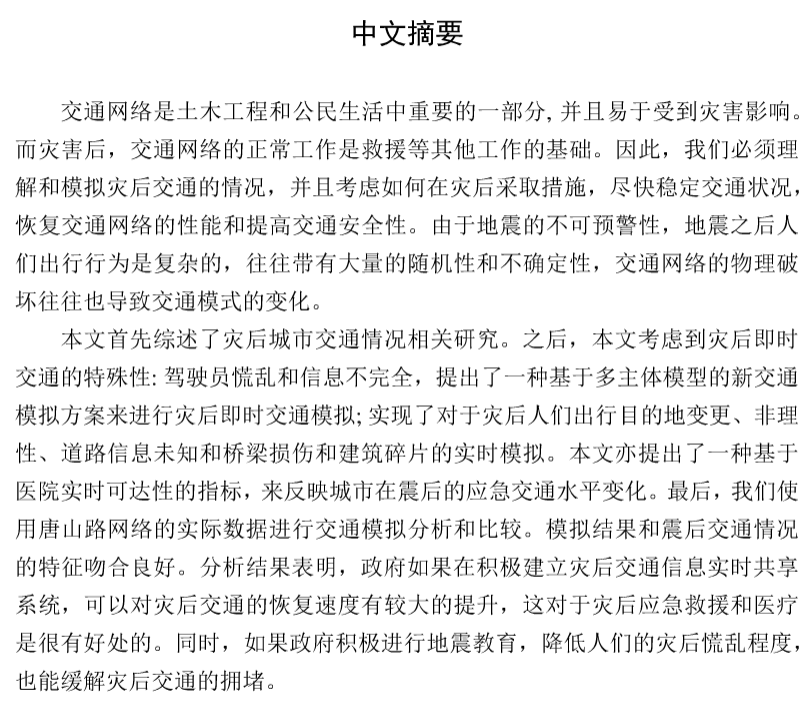 中文摘要
交通网络是土木工程和公民生活中重要的一部分, 并且易于受到灾害影响。
而灾害后，交通网络的正常工作是救援等其他工作的基础。因此，我们必须理
解和模拟灾后交通的情况，并且考虑如何在灾后采取措施，尽快稳定交通状况，
恢复交通网络的性能和提高交通安全性。由于地震的不可预警性，地震之后人
们出行行为是复杂的，往往带有大量的随机性和不确定性，交通网络的物理破
坏往往也导致交通模式的变化。
本文首先综述了灾后城市交通情况相关研究。之后，本文考虑到灾后即时
交通的特殊性: 驾驶员慌乱和信息不完全，提出了一种基于多主体模型的新交通
模拟方案来进行灾后即时交通模拟; 实现了对于灾后人们出行目的地变更、非理
性、道路信息未知和桥梁损伤和建筑碎片的实时模拟。本文亦提出了一种基于
医院实时可达性的指标，来反映城市在震后的应急交通水平变化。最后，我们使
用唐山路网络的实际数据进行交通模拟分析和比较。模拟结果和震后交通情况
的特征吻合良好。分析结果表明，政府如果在积极建立灾后交通信息实时共享
系统，可以对灾后交通的恢复速度有较大的提升，这对于灾后应急救援和医疗
是很有好处的。同时，如果政府积极进行地震教育，降低人们的灾后慌乱程度，
也能缓解灾后交通的拥堵。